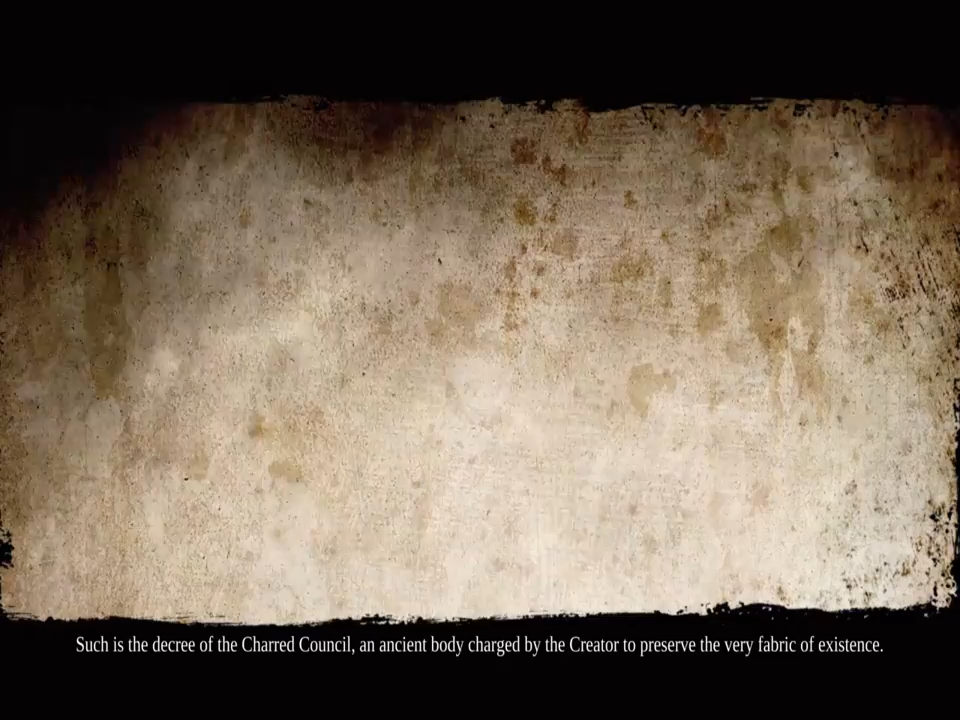 Such is the decree of the Charred Council, an ancient body charged by the Creator to preserve the very fabric of existence.